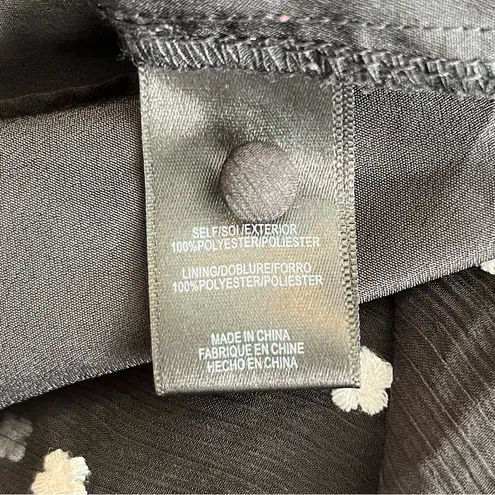 SELF/SOI/EXTERIOR
100%POLYESTER/POLIESTER
LINING/DOBLURE/FORRO
100%POLYESTER/POLIESTER
MADE IN CHINA
FABRIQUE EN CHINE
HECHO EN CHINA